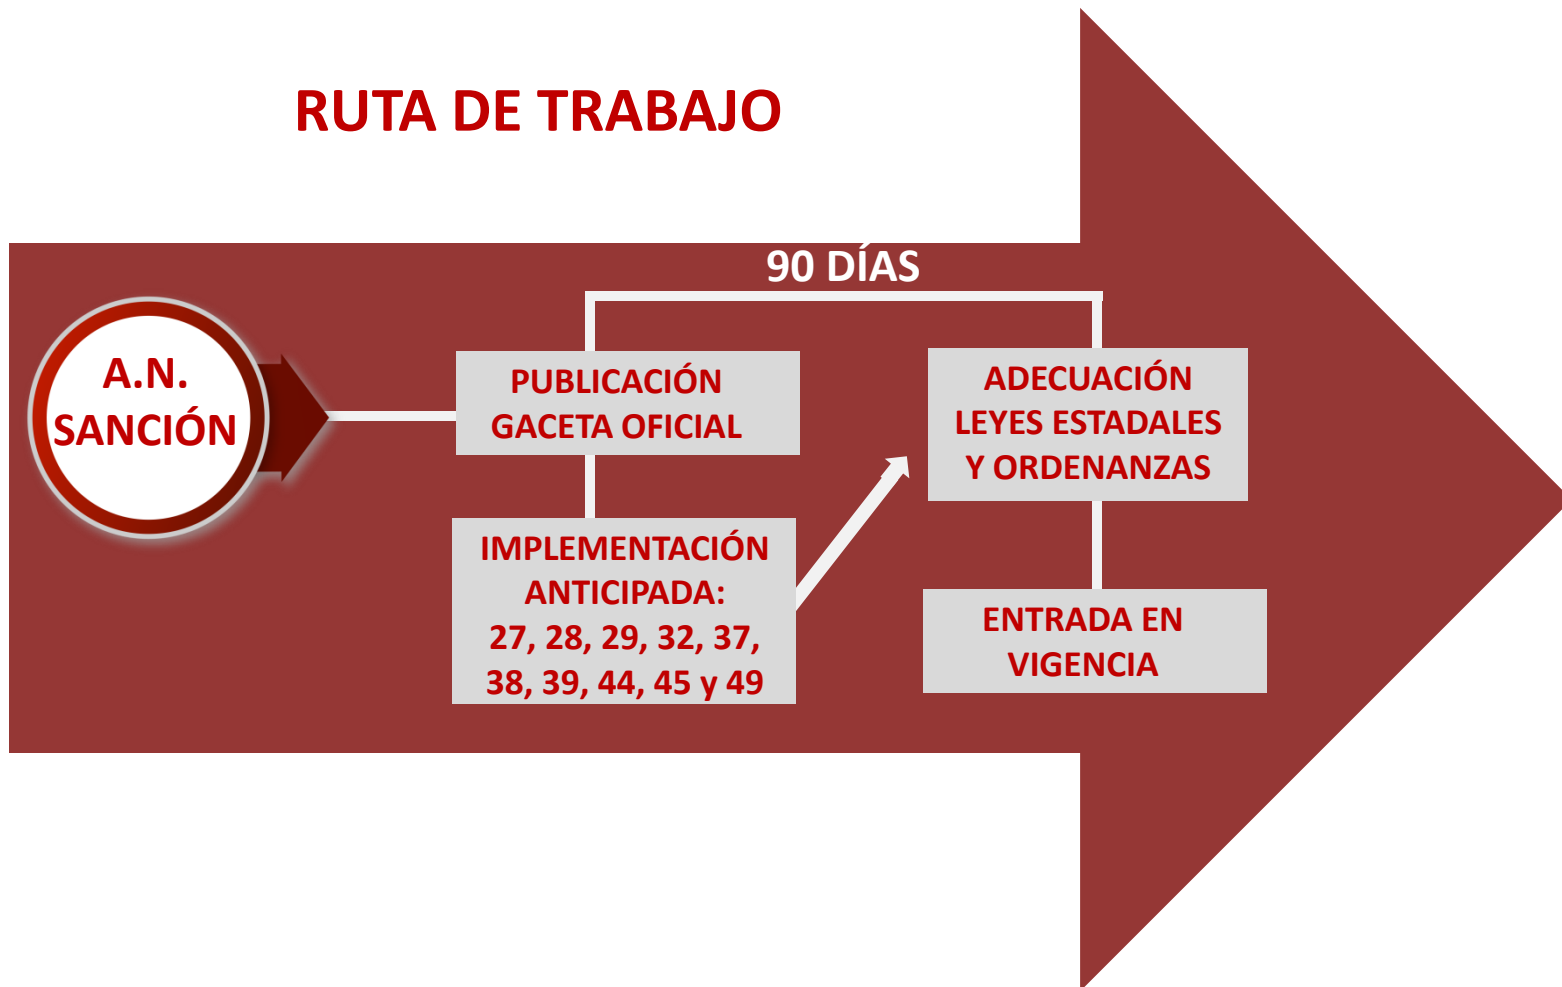 RUTA DE TRABAJO
90 DÍAS
A.N.
SANCIÓN
PUBLICACIÓN
GACETA OFICIAL
IMPLEMENTACIÓN
ANTICIPADA:
27, 28, 29, 32, 37,
38, 39, 44, 45 y 49
ADECUACIÓN
LEYES ESTADALES
Y ORDENANZAS
ENTRADA EN
VIGENCIA